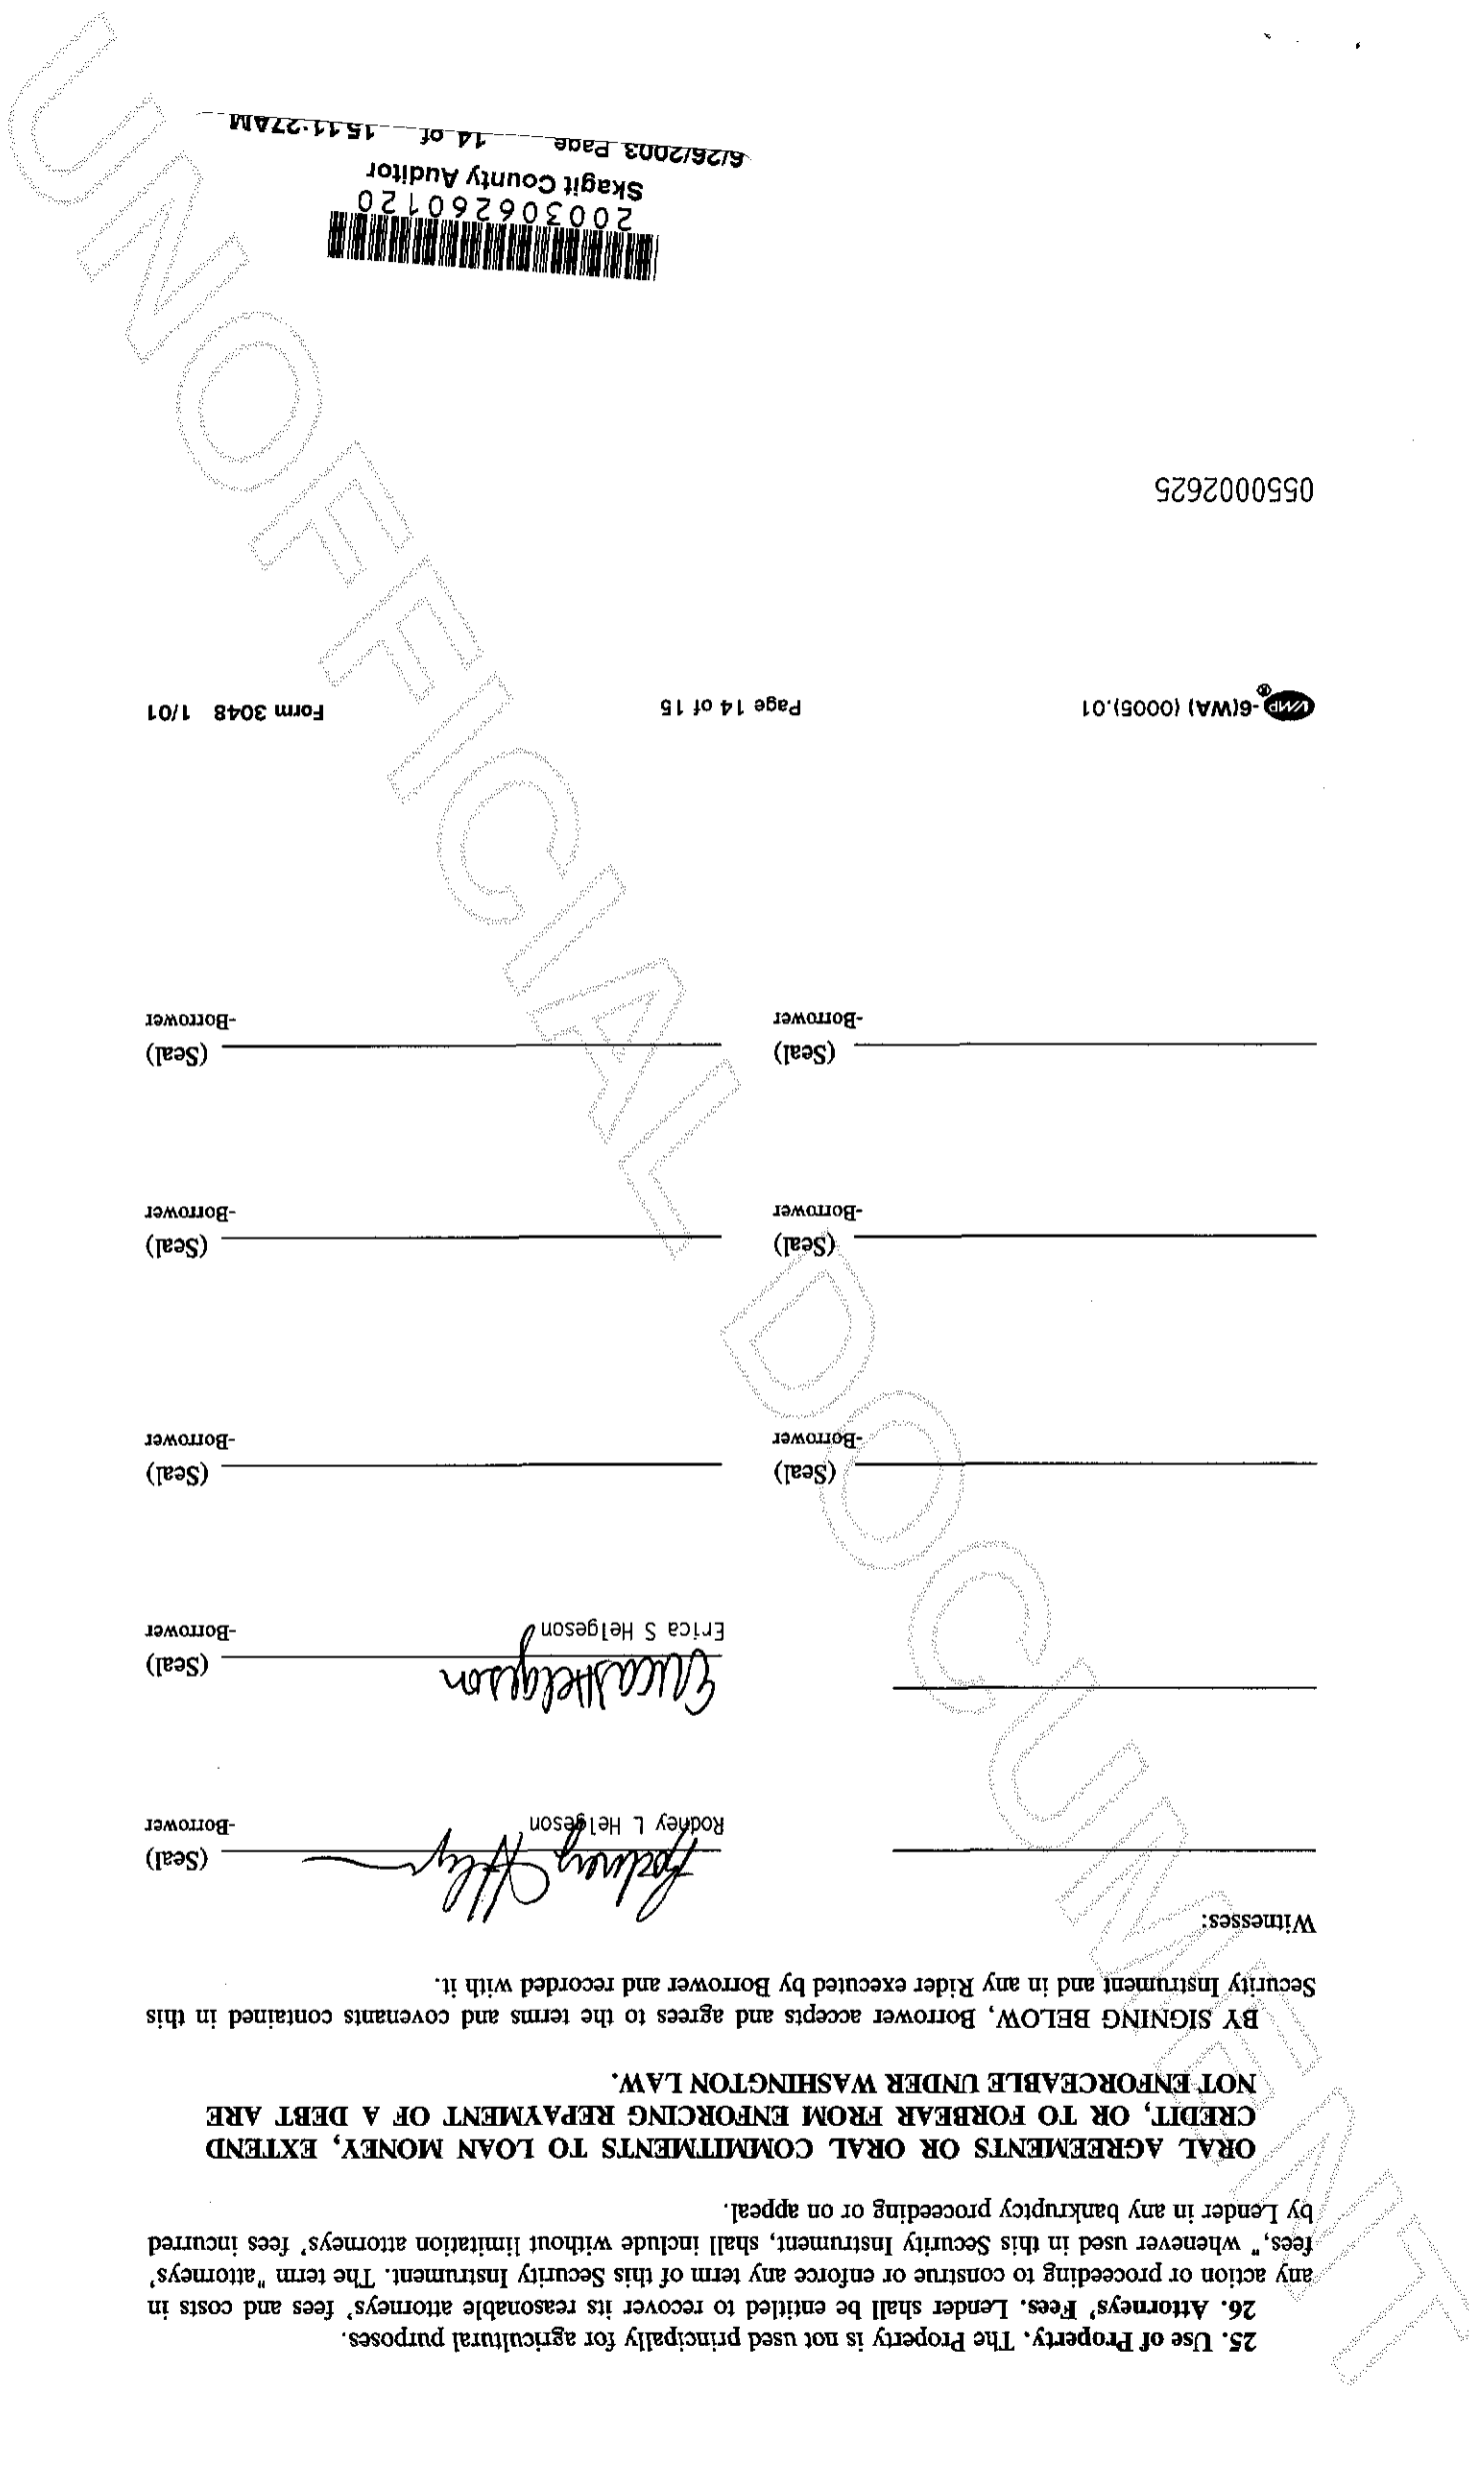 25. Use of Property. The Property is not used principally for agricultural purposes.
26. Attorneys' Fees. Lender shall be entitled to recover its reasonable attorneys' fees and costs in
any action or proceeding to construe or enforce any term of this Security Instrument. The term "attorneys'
fees," whenever used in this Security Instrument, shall include without limitation attorneys' fees incurred
by Lender in any bankruptcy proceeding or on appeal.
ORAL AGREEMENTS OR ORAL COMMITMENTS TO LOAN MONEY, EXTEND
CREDIT, OR TO FORBEAR FROM ENFORCING REPAYMENT OF A DEBT ARE
NOT ENFORCEABLE UNDER WASHINGTON LAW.
BY SIGNING BELOW, Borrower accepts and agrees to the terms and covenants contained in this
Security Instrument and in any Rider executed by Borrower and recorded with it.
Witnesses:
(Seal)
Rodney L Helgeson
-Borrower
Erica S Helgeson
(Seal)
Erica S Helgeson
-Borrower
(Seal) (Seal)
-Borrower -Borrower
(Seal) (Seal)
-Borrower -Borrower
(Seal) (Seal)
-Borrower -Borrower
VMP®-6(WA) (0005).01 Page 14 of 15 Form 3048 1/01
0550002625
200306260120
Skagit County Auditor
6/26/2003 Page 14 of 15 11:27AM
UNOFFICIAL DOCUMENT